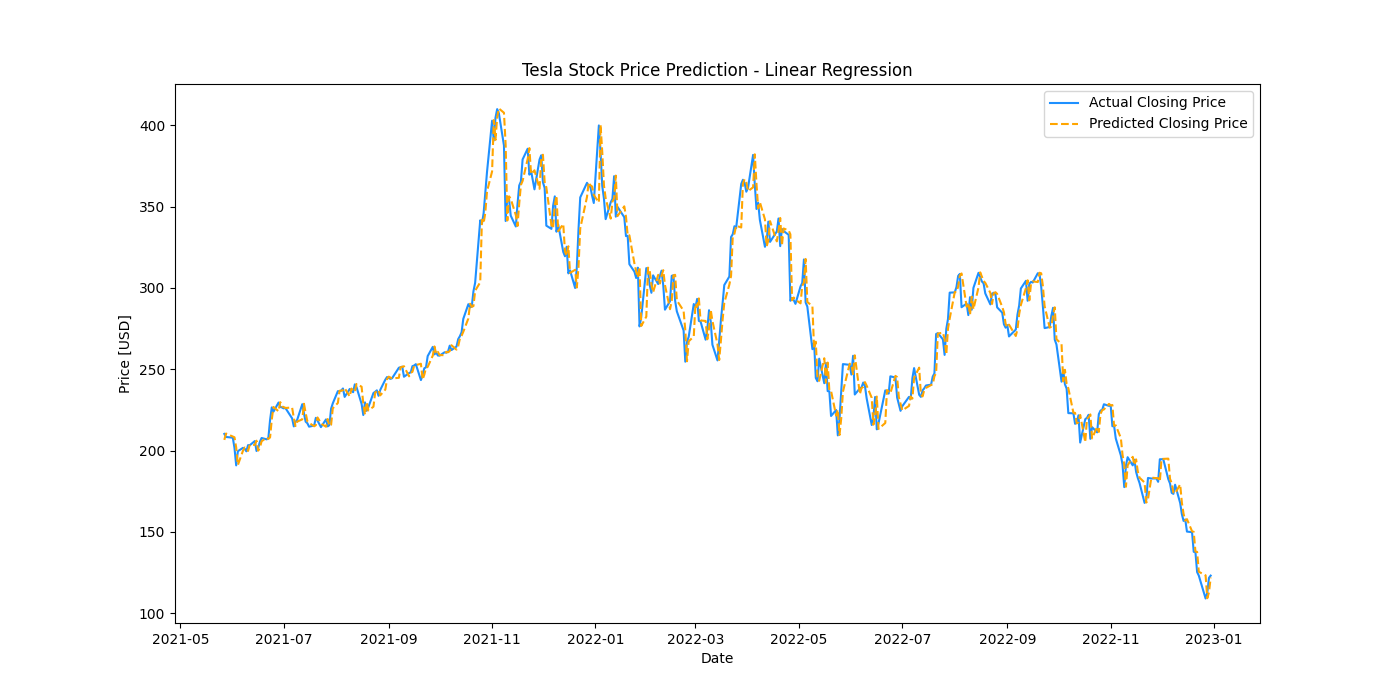 Tesla Stock Price Prediction - Linear Regression
Actual Closing Price
Predicted Closing Price
Price [USD]
400
350
300
250
200
150
100
2021-05 2021-07 2021-09 2021-11 2022-01 2022-03 2022-05 2022-07 2022-09 2022-11 2023-01
Date